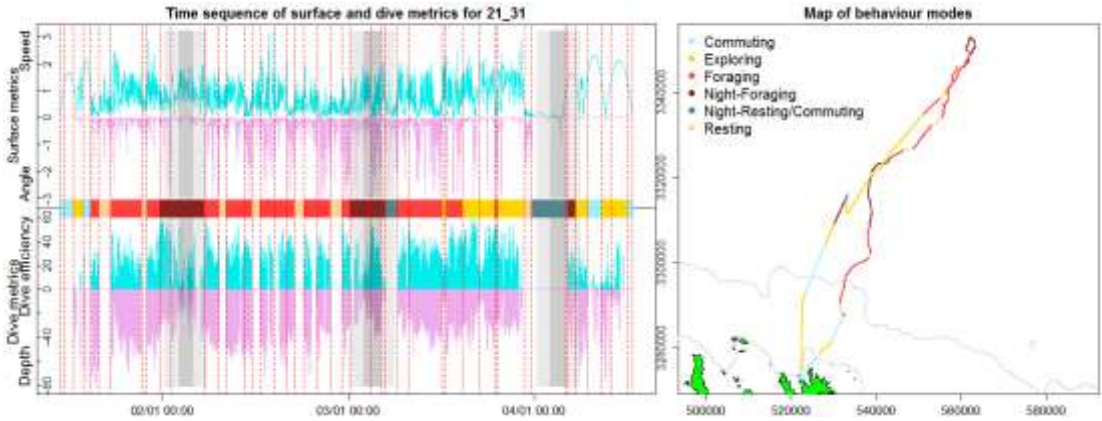 Time sequence of surface and dive metrics for 21_31
Surface metrics
Angle
Speed
3
2
1
0
-1
-2
-3
Dive metrics
Depth
Dive efficiency
60
40
20
0
-40
-80
02/01 00:00
03/01 00:00
04/01 00:00
Map of behaviour modes
Commuting
Exploring
Foraging
Night-Foraging
Night-Resting/Commuting
Resting
500000
520000
540000
560000
580000